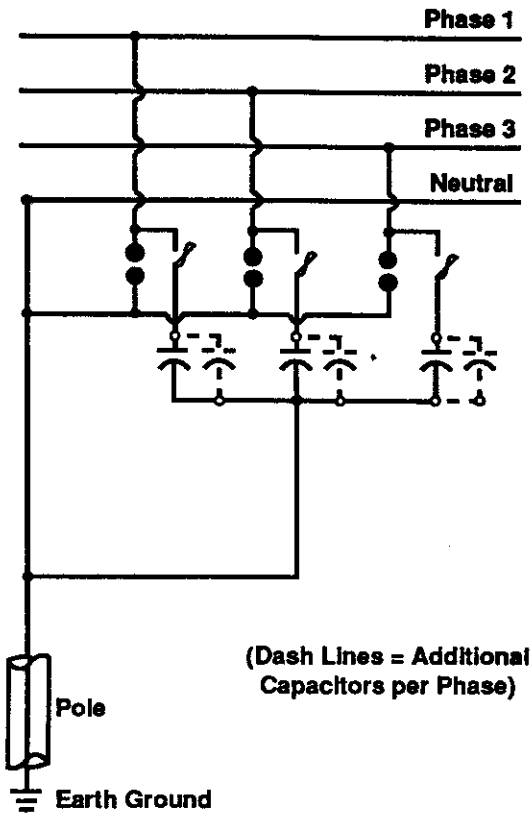 Phase 1
Phase 2
Phase 3
Neutral
(Dash Lines = Additional
Capacitors per Phase)
Pole
Earth Ground